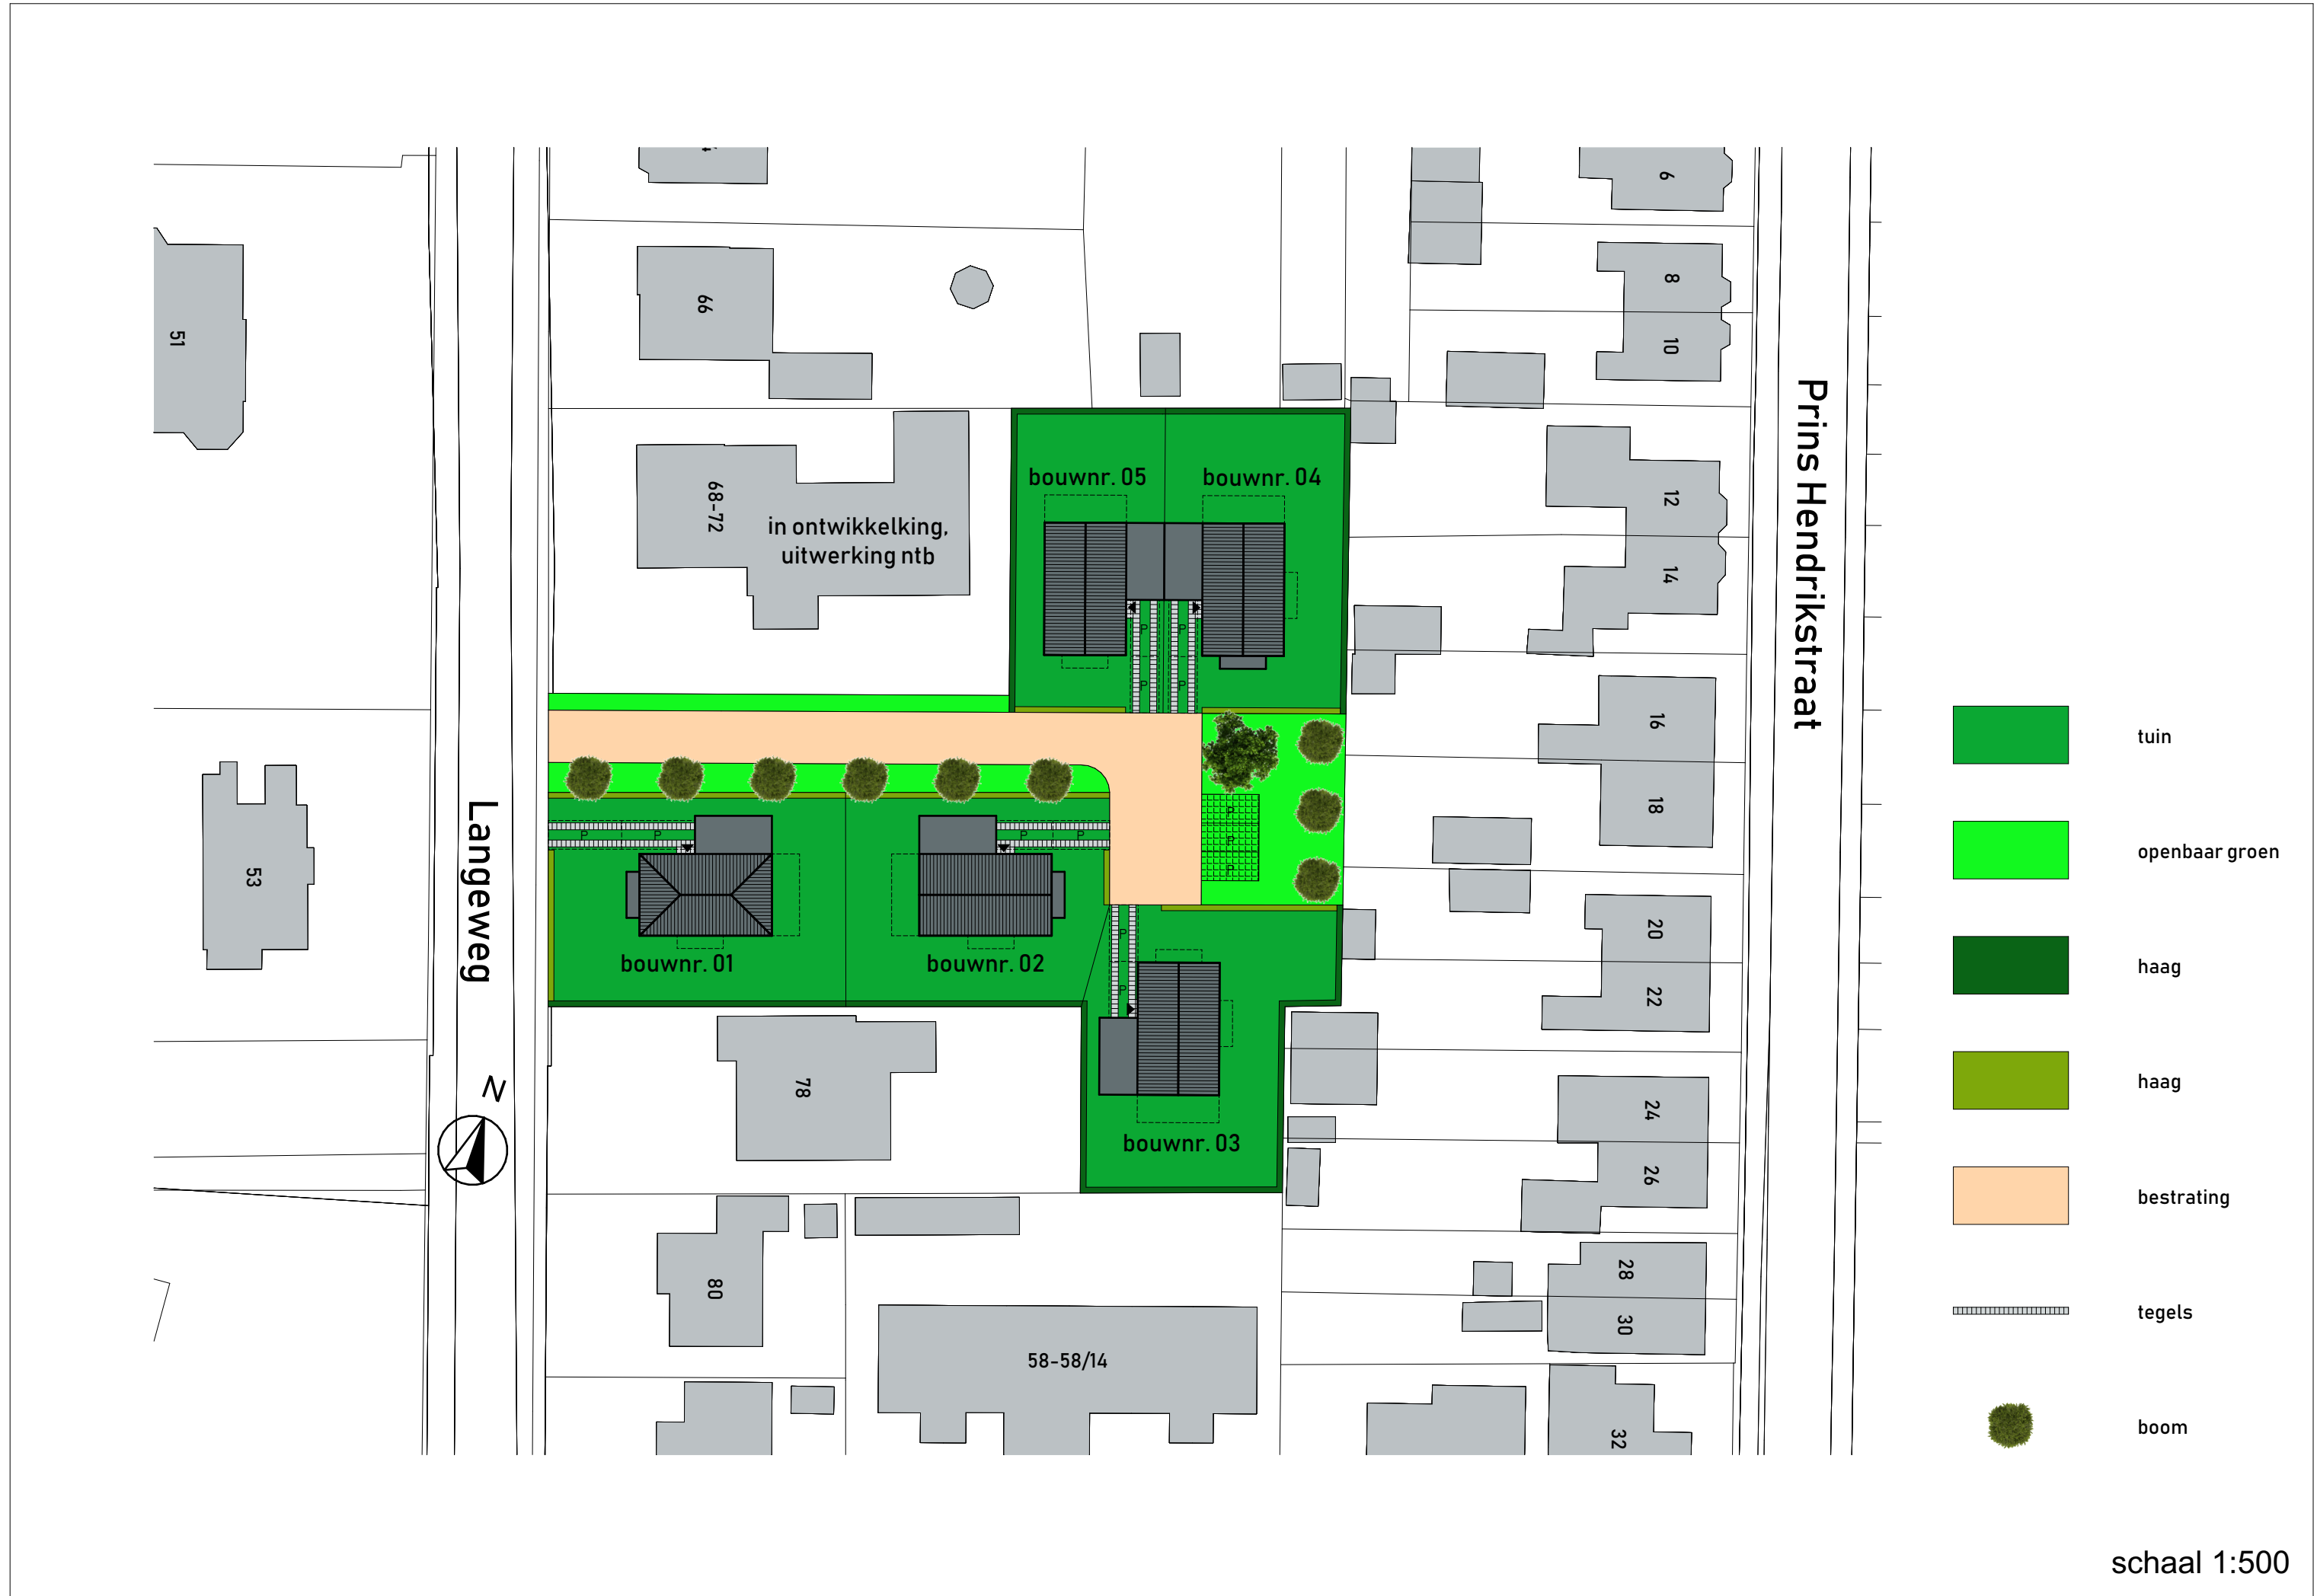 51
53
Langeweg
N
66
68-72
in ontwikkelking,
uitwerking ntb
bouwnr. 05
bouwnr. 04
P
P
P
P
P
P
P
P
P
P
P
P
P
bouwnr. 01
bouwnr. 02
bouwnr. 03
78
80
58-58/14
6
8
10
12
14
16
18
20
22
24
26
28
30
32
Prins Hendrikstraat
tuin
openbaar groen
haag
haag
bestrating
tegels
boom
schaal 1:500